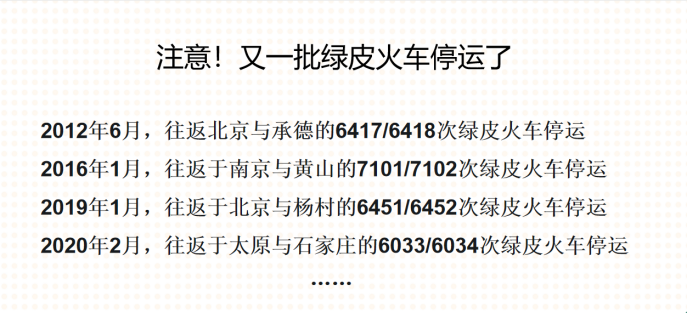 注意！又一批绿皮火车停运了
2012年6月，往返北京与承德的6417/6418次绿皮火车停运
2016年1月，往返于南京与黄山的7101/7102次绿皮火车停运
2019年1月，往返于北京与杨村的6451/6452次绿皮火车停运
2020年2月，往返于太原与石家庄的6033/6034次绿皮火车停运
……